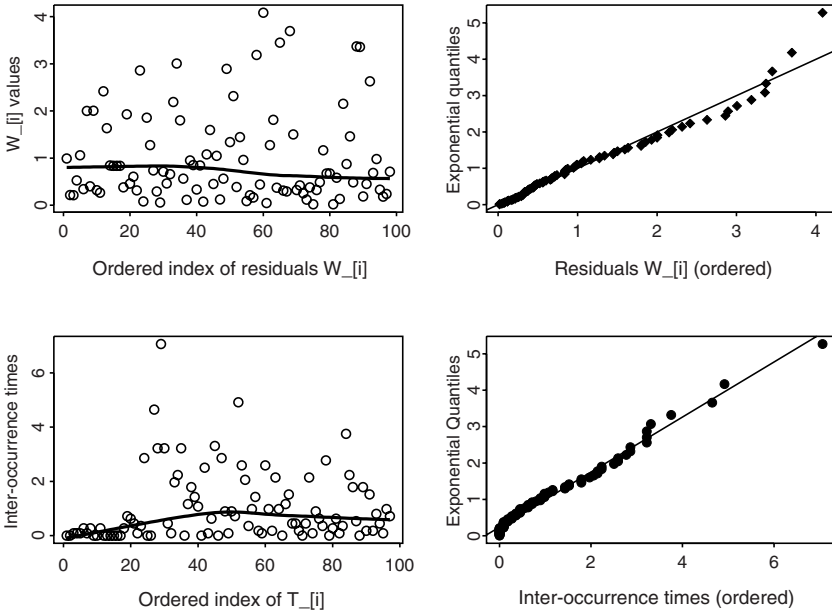 W_[i] values
4
3
2
1
0
0 20 40 60 80 100
Ordered index of residuals W_[i]
Exponential quantiles
5
4
3
2
1
0
0 1 2 3 4
Residuals W_[i] (ordered)
Inter-occurrence times
6
4
2
0
0 20 40 60 80 100
Ordered index of T_[i]
Exponential Quantiles
5
4
3
2
1
0
0 2 4 6
Inter-occurrence times (ordered)